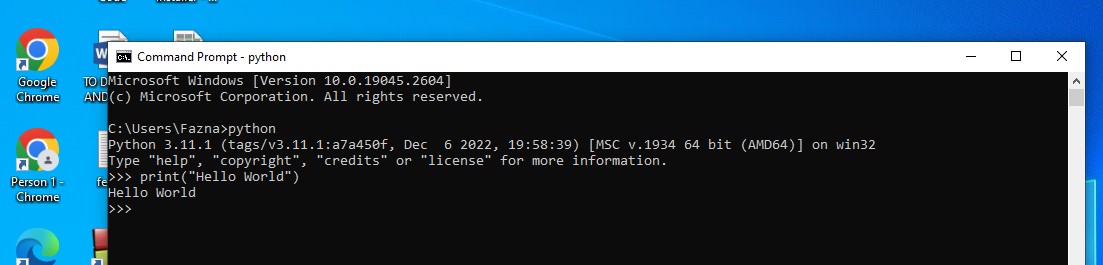 Code
Installer - ...
Command Prompt - python
Google
Chrome
TO D
AND
Microsoft Windows [Version 10.0.19045.2604]
(c) Microsoft Corporation. All rights reserved.
C:\Users\Fazna>python
Python 3.11.1 (tags/v3.11.1:a7a450f, Dec  6 2022, 19:58:39) [MSC v.1934 64 bit (AMD64)] on win32
Type "help", "copyright", "credits" or "license" for more information.
>>> print("Hello World")
Hello World
>>>
Person 1 -
Chrome
fe